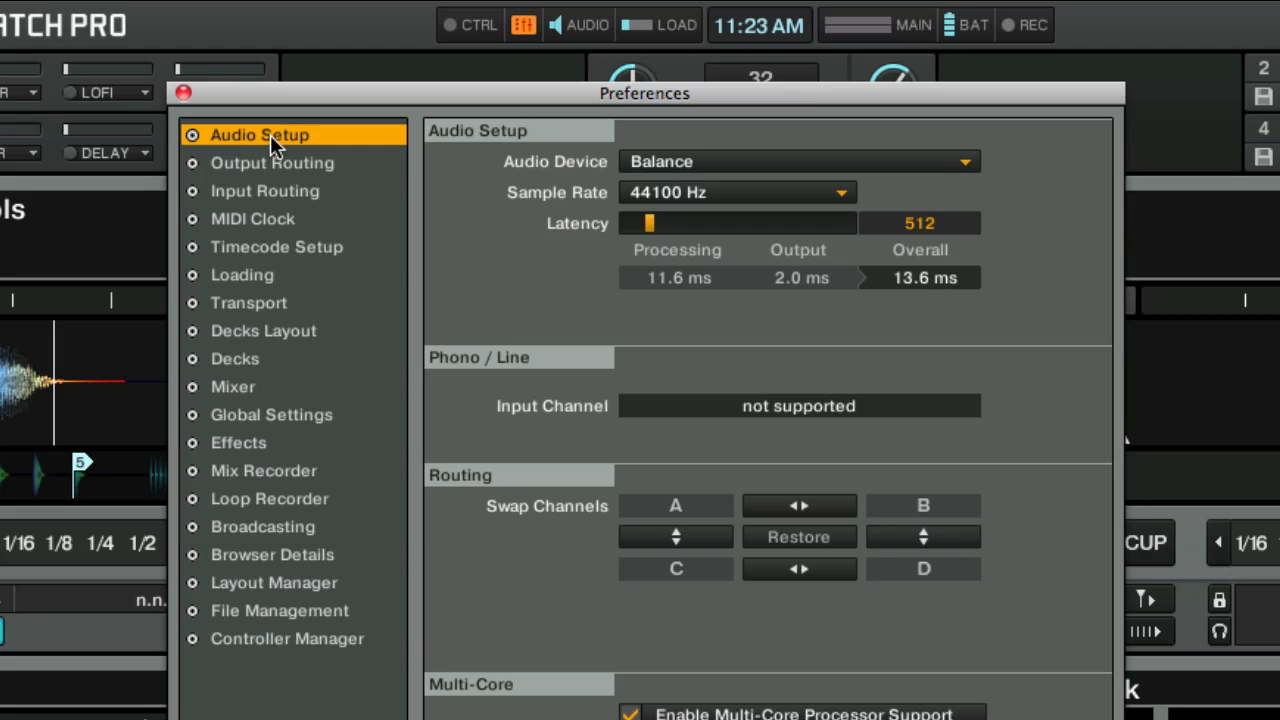 ATCH PRO
CTRL
AUDIO
LOAD
11:23 AM
MAIN
BAT
REC
R
LOFI
32
2
R
DELAY
4
Preferences
Audio Setup
Output Routing
Input Routing
MIDI Clock
Timecode Setup
Loading
Transport
Decks Layout
Decks
Mixer
Global Settings
Effects
Mix Recorder
Loop Recorder
Broadcasting
Browser Details
Layout Manager
File Management
Controller Manager
Audio Setup
Audio Device Balance
Sample Rate 44100 Hz
Latency 512
Processing Output Overall
11.6 ms 2.0 ms 13.6 ms
Phono / Line
Input Channel not supported
Routing
Swap Channels A B
Restore
C D
Multi-Core
Enable Multi-Core Processor Support
ols
5
1/16 1/8 1/4 1/2
n.n.
CUP
1/16
k